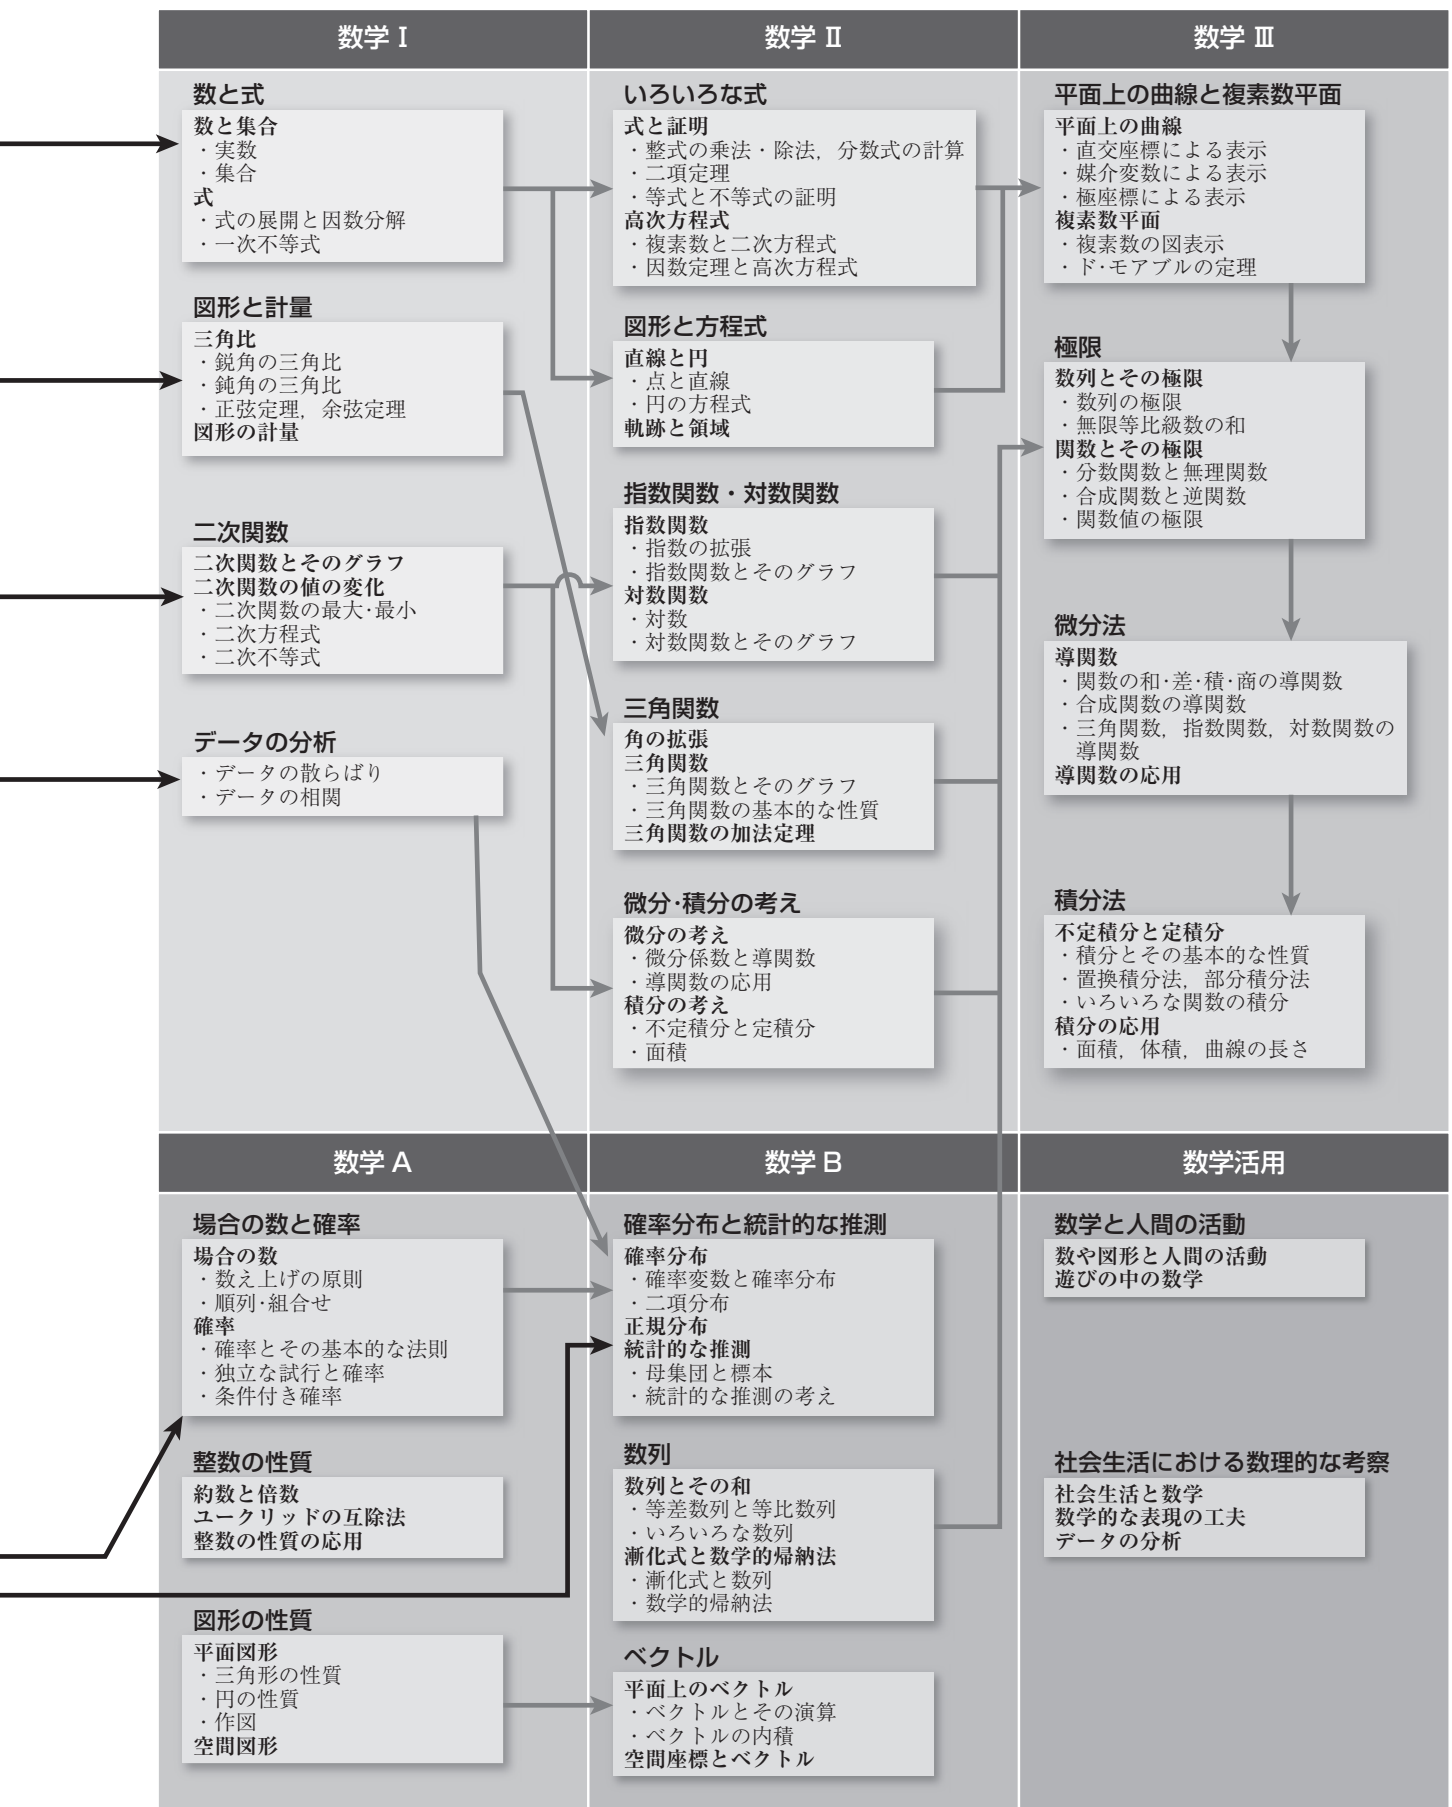 数学 Ⅰ
数と式
数と集合
・実数
・集合
式
・式の展開と因数分解
・一次不等式
図形と計量
三角比
・鋭角の三角比
・鈍角の三角比
・正弦定理，余弦定理
図形の計量
二次関数
二次関数とそのグラフ
二次関数の値の変化
・二次関数の最大･最小
・二次方程式
・二次不等式
データの分析
・データの散らばり
・データの相関
数学 Ⅱ
いろいろな式
式と証明
・整式の乗法・除法，分数式の計算
・二項定理
・等式と不等式の証明
高次方程式
・複素数と二次方程式
・因数定理と高次方程式
図形と方程式
直線と円
・点と直線
・円の方程式
軌跡と領域
指数関数・対数関数
指数関数
・指数の拡張
・指数関数とそのグラフ
対数関数
・対数
・対数関数とそのグラフ
三角関数
角の拡張
三角関数
・三角関数とそのグラフ
・三角関数の基本的な性質
三角関数の加法定理
微分･積分の考え
微分の考え
・微分係数と導関数
・導関数の応用
積分の考え
・不定積分と定積分
・面積
数学 Ⅲ
平面上の曲線と複素数平面
平面上の曲線
・直交座標による表示
・媒介変数による表示
・極座標による表示
複素数平面
・複素数の図表示
・ド･モアブルの定理
極限
数列とその極限
・数列の極限
・無限等比級数の和
関数とその極限
・分数関数と無理関数
・合成関数と逆関数
・関数値の極限
微分法
導関数
・関数の和･差･積･商の導関数
・合成関数の導関数
・三角関数，指数関数，対数関数の
導関数
導関数の応用
積分法
不定積分と定積分
・積分とその基本的な性質
・置換積分法，部分積分法
・いろいろな関数の積分
積分の応用
・面積，体積，曲線の長さ
数学 A
場合の数と確率
場合の数
・数え上げの原則
・順列･組合せ
確率
・確率とその基本的な法則
・独立な試行と確率
・条件付き確率
整数の性質
約数と倍数
ユークリッドの互除法
整数の性質の応用
図形の性質
平面図形
・三角形の性質
・円の性質
・作図
空間図形
数学 B
確率分布と統計的な推測
確率分布
・確率変数と確率分布
・二項分布
正規分布
統計的な推測
・母集団と標本
・統計的な推測の考え
数列
数列とその和
・等差数列と等比数列
・いろいろな数列
漸化式と数学的帰納法
・漸化式と数列
・数学的帰納法
ベクトル
平面上のベクトル
・ベクトルとその演算
・ベクトルの内積
空間座標とベクトル
数学活用
数学と人間の活動
数や図形と人間の活動
遊びの中の数学
社会生活における数理的な考察
社会生活と数学
数学的な表現の工夫
データの分析